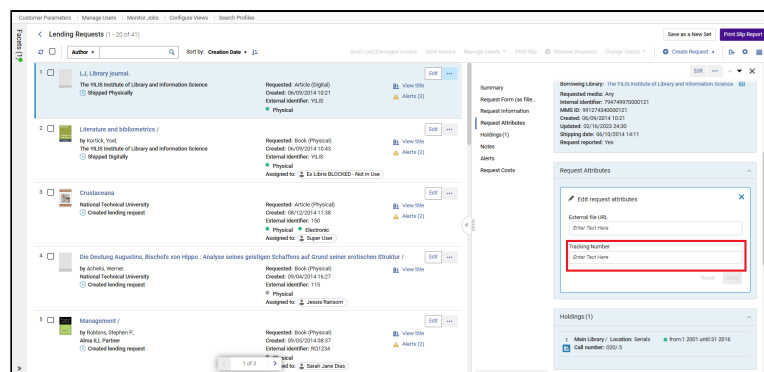 Customer Parameters | Manage Users | Monitor Jobs | Configure Views | Search Profiles
Facets (1)
Lending Requests (1 - 20 of 41)
Save as a New Set
Print Slip Report
Author
Sort by: Creation Date
Send Lost/Damaged Invoice
Send Invoice
Manage Labels
Print Slip
Remove Requests
Change Status
Create Request
1
LJ, Library journal.
The YILIS Institute of Library and Information Science
Shipped Physically
Requested: Article (Digital)
Created: 06/09/2014 10:21
External identifier: YILIS
Physical
Edit
View title
Alerts (2)
2
Literature and bibliometrics /
by Kortick, Yoel,
The YILIS Institute of Library and Information Science
Shipped Digitally
Requested: Book (Physical)
Created: 06/09/2014 10:43
External identifier: YILIS
Physical
Assigned to: Ex Libris BLOCKED - Not in Use
Edit
View title
Alerts (2)
3
Crustaceana
National Technical University
Created lending request
Requested: Article (Physical)
Created: 08/12/2014 11:38
External identifier: 150
Physical Electronic
Assigned to: Super User
Edit
View title
Alerts (2)
4
Die Deutung Augustins, Bischofs von Hippo : Analyse seines geistigen Schaffens auf Grund seiner erotischen Struktur /
by Achelis, Werner.
National Technical University
Created lending request
Requested: Book (Physical)
Created: 09/04/2014 16:27
External identifier: 115
Physical
Assigned to: Jessie Ransom
Edit
View title
5
Management /
by Robbins, Stephen P.,
Alma ILL Partner
Created lending request
Requested: Book (Physical)
Created: 09/05/2014 08:37
External identifier: RQ1234
Physical
Assigned to: Sarah Jane Dias
Edit
View title
Alerts (2)
1 of 3
Summary
Request Form (as fille...
Request Information
Request Attributes
Holdings (1)
Notes
Alerts
Request Costs
Edit
Borrowing Library: The YILIS Institute of Library and Information Science
Requested media: Any
Internal identifier: 794749970000121
MMS ID: 991274340000121
Created: 06/09/2014 10:21
Updated: 02/16/2023 24:30
Shipping date: 06/10/2014 14:11
Request reported: Yes
Request Attributes
Edit request attributes
External file URL
Enter Text Here
Tracking Number
Enter Text Here
Reset
Save
Holdings (1)
1 Main Library / Location: Serials from:1 2001 until:31 2016
Call number: 020/.5